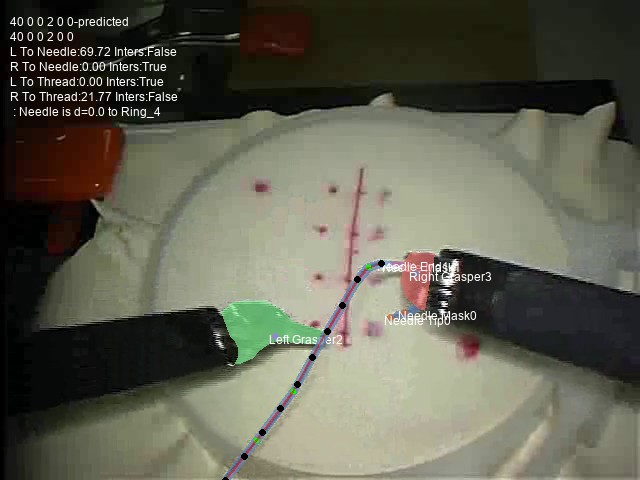 40 0 0 2 0 0-predicted
40 0 0 2 0 0
L To Needle:69.72 Inters:False
R To Needle:0.00 Inters:True
L To Thread:0.00 Inters:True
R To Thread:21.77 Inters:False
: Needle is d=0.0 to Ring_4
Needle End
Right Grasper3
Needle Mask0
Needle Tip0
Left Grasper2